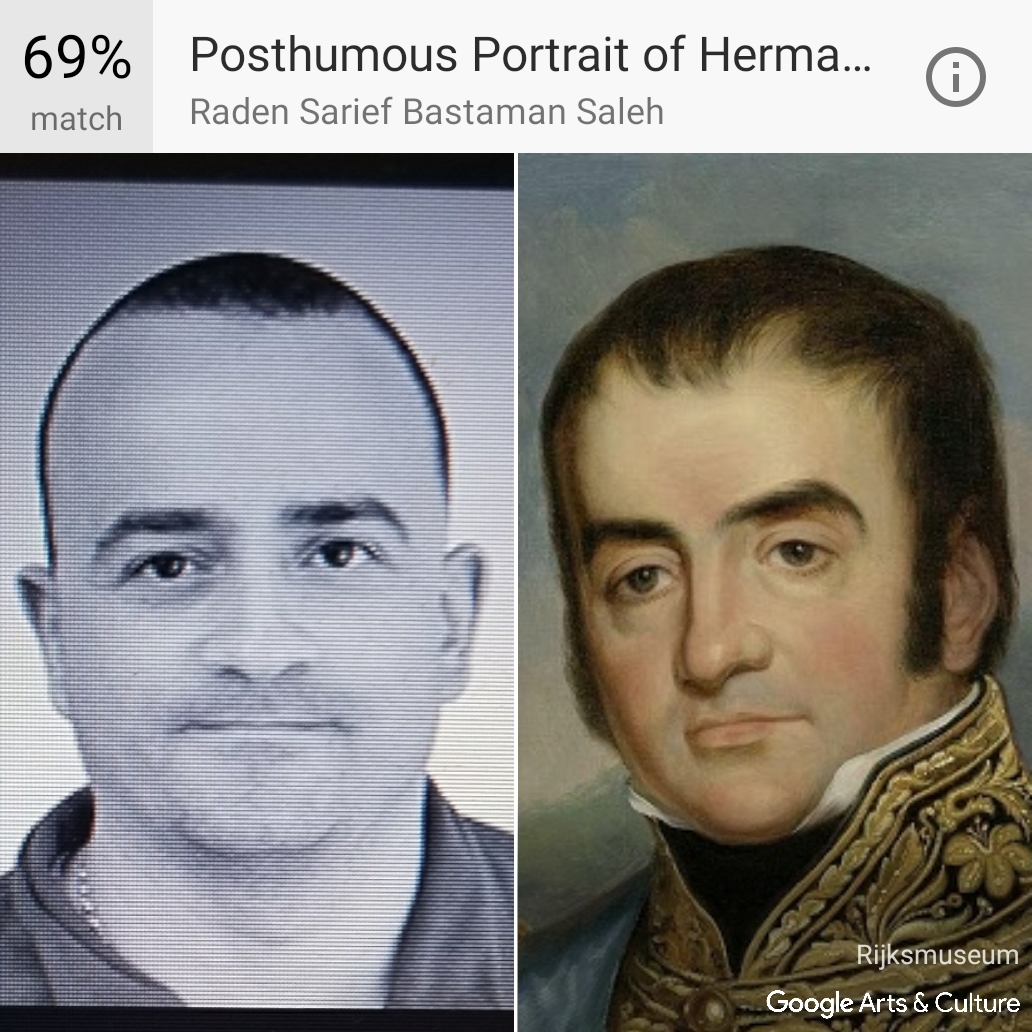 69%
match
Posthumous Portrait of Herma...
Raden Sarief Bastaman Saleh
Rijksmuseum
Google Arts & Culture